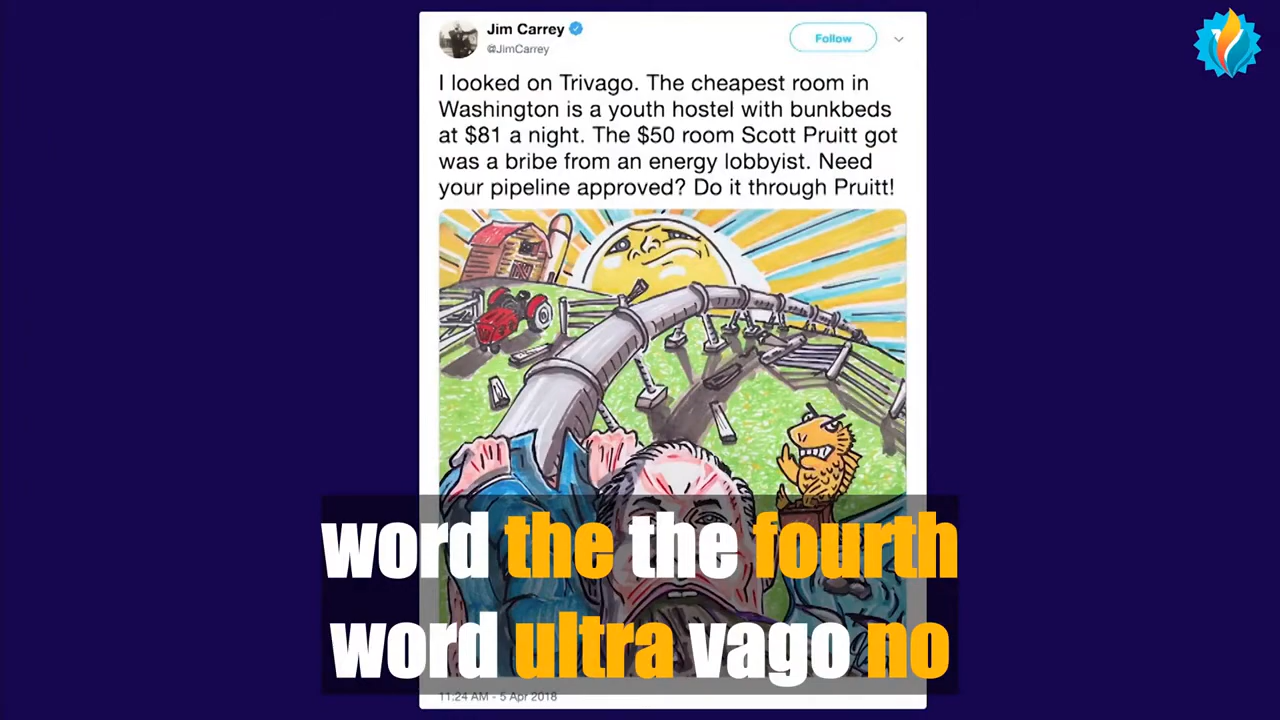 Jim Carrey
@JimCarrey
Follow
I looked on Trivago. The cheapest room in
Washington is a youth hostel with bunkbeds
at $81 a night. The $50 room Scott Pruitt got
was a bribe from an energy lobbyist. Need
your pipeline approved? Do it through Pruitt!
word the the fourth
word ultra vago no
11:24 AM - 5 Apr 2018